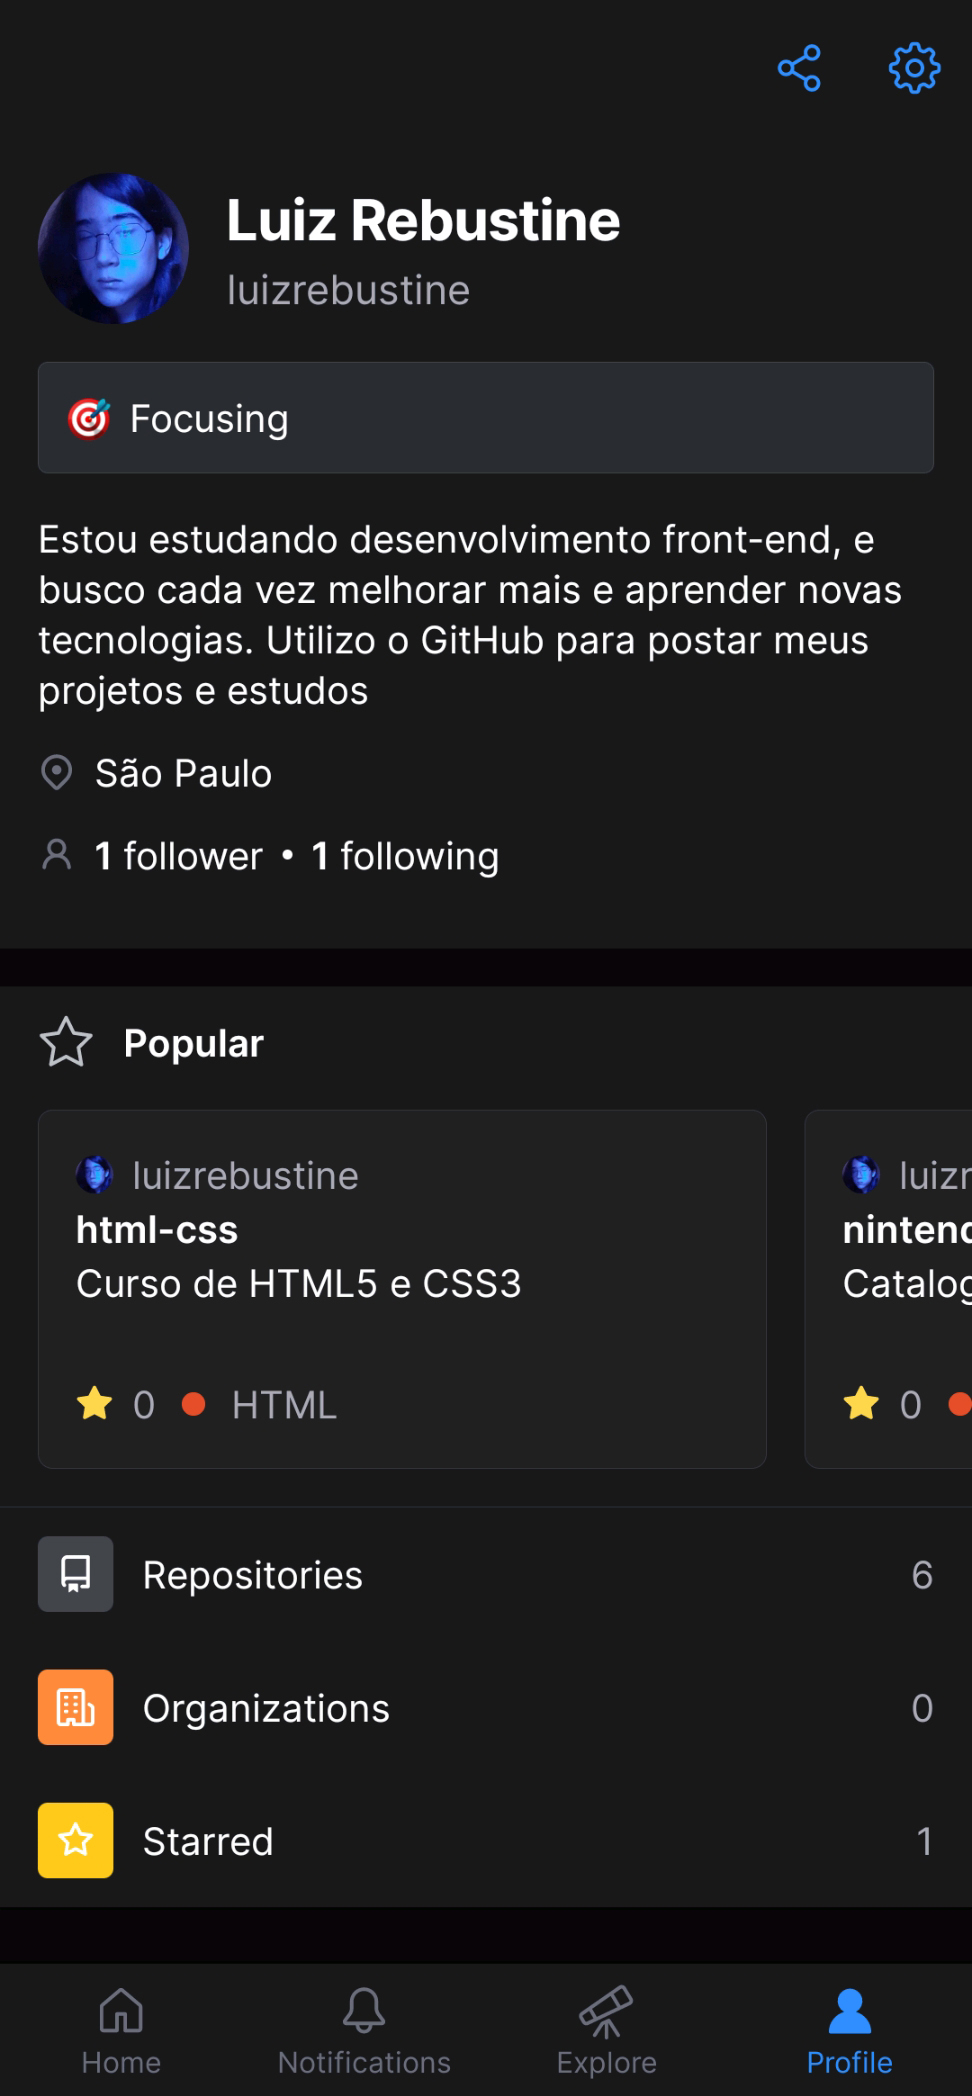 Luiz Rebustine
luizrebustine
Focusing
Estou estudando desenvolvimento front-end, e
busco cada vez melhorar mais e aprender novas
tecnologias. Utilizo o GitHub para postar meus
projetos e estudos
São Paulo
1 follower • 1 following
Popular
luizrebustine
html-css
Curso de HTML5 e CSS3
0 HTML
luizr
nintend
Catalog
0
Repositories 6
Organizations 0
Starred 1
Home Notifications Explore Profile